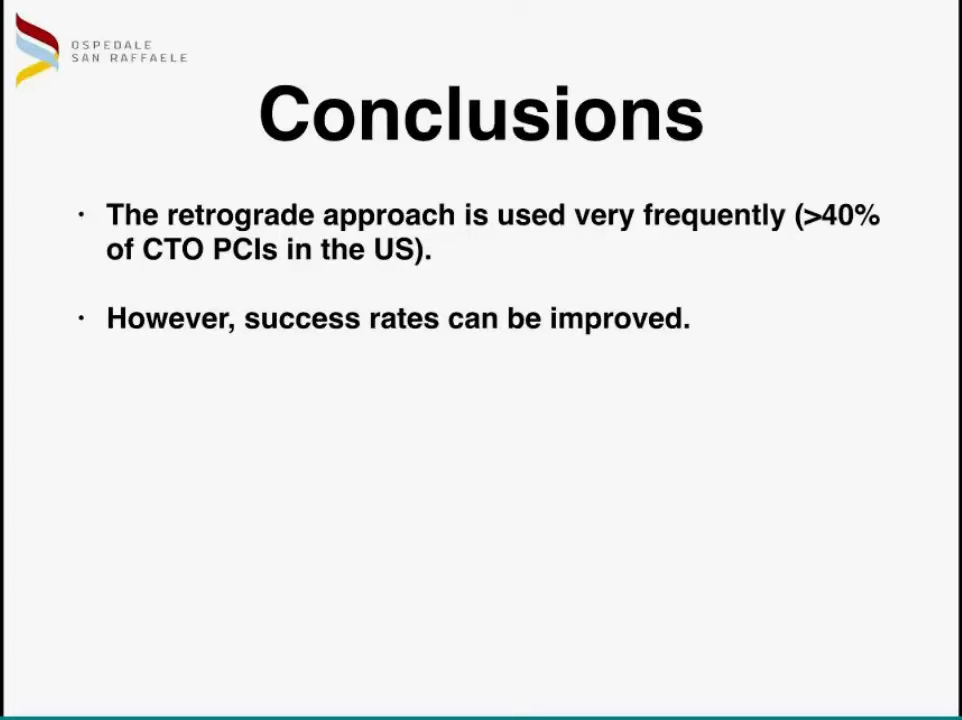 OSPEDALE
SAN RAFFAELE
Conclusions
· The retrograde approach is used very frequently (>40%
of CTO PCIs in the US).
· However, success rates can be improved.